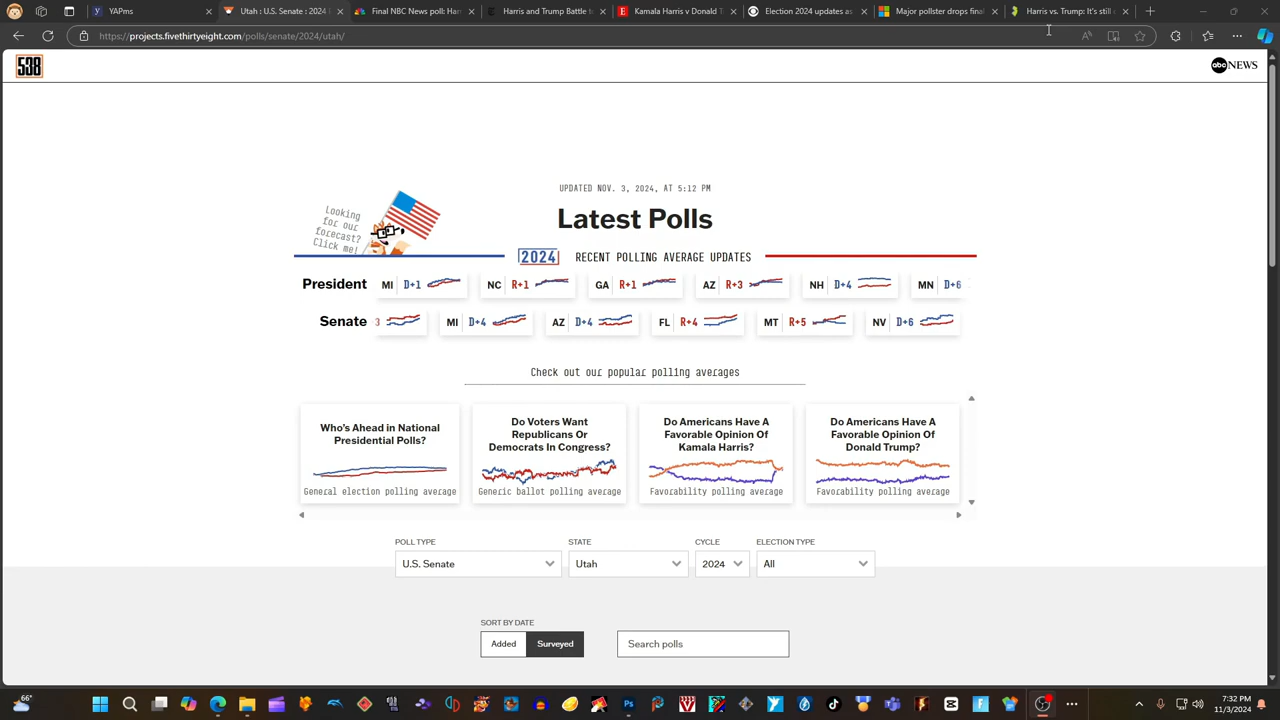 YAPms
Utah : U.S. Senate : 2024
Final NBC News poll: Har
Harris and Trump Battle t
Kamala Harris v Donald T
Election 2024 updates as
Major pollster drops final
Harris vs. Trump: It's still
https://projects.fivethirtyeight.com/polls/senate/2024/utah/
538
abc NEWS
UPDATED NOV. 3, 2024, AT 5:12 PM
Looking
for our
forecast?
Click me!
Latest Polls
2024 RECENT POLLING AVERAGE UPDATES
President MI D+1 NC R+1 GA R+1 AZ R+3 NH D+4 MN D+6
Senate 3 MI D+4 AZ D+4 FL R+4 MT R+5 NV D+6
Check out our popular polling averages
Who's Ahead in National
Presidential Polls?
General election polling average
Do Voters Want
Republicans Or
Democrats In Congress?
Generic ballot polling average
Do Americans Have A
Favorable Opinion Of
Kamala Harris?
Favorability polling average
Do Americans Have A
Favorable Opinion Of
Donald Trump?
Favorability polling average
POLL TYPE STATE CYCLE ELECTION TYPE
U.S. Senate Utah 2024 All
SORT BY DATE
Added Surveyed Search polls
66°
7:32 PM
11/3/2024